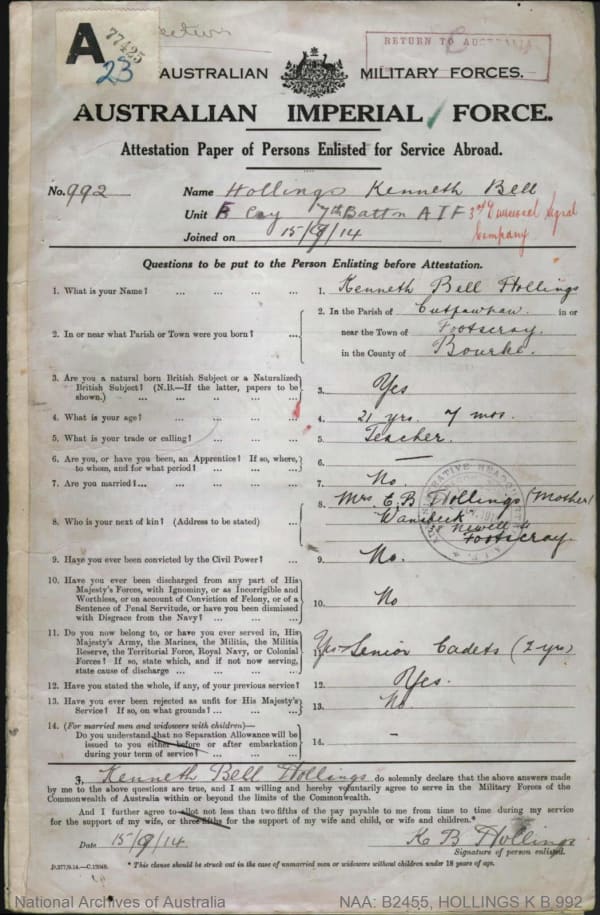 A
77425
23
RETURN TO AUSTRALIA
AUSTRALIAN MILITARY FORCES.
AUSTRALIAN IMPERIAL FORCE.
Attestation Paper of Persons Enlisted for Service Abroad.
No. 992 Name Hollings Kenneth Bell
Unit F Coy 7th Battn A I F 3rd Divisional Signal Company
Joined on 15/9/14
Questions to be put to the Person Enlisting before Attestation.
1. What is your Name? ... ... ... ... 1. Kenneth Bell Hollings
2. In or near what Parish or Town were you born? ... 2. In the Parish of Cutpawpaw. in or
near the Town of Footscray.
in the County of Bourke.
3. Are you a natural born British Subject or a Naturalized British Subject? (N.B.—If the latter, papers to be shown.) ... ... ... ... 3. Yes
4. What is your age? ... ... ... ... 4. 21 yrs. 7 mos.
5. What is your trade or calling? ... ... ... 5. Teacher.
6. Are you, or have you been, an Apprentice? If so, where, to whom, and for what period? ... ... ... 6. —
7. Are you married?... ... ... ... ... 7. No.
8. Who is your next of kin? (Address to be stated) ... 8. Mrs. E. B Hollings (Mother)
Wansbeck
38 Newell St
Footscray.
9. Have you ever been convicted by the Civil Power? ... 9. No.
10. Have you ever been discharged from any part of His
Majesty's Forces, with Ignominy, or as Incorrigible and
Worthless, or on account of Conviction of Felony, or of a
Sentence of Penal Servitude, or have you been dismissed
with Disgrace from the Navy? ... ... ... 10. No
11. Do you now belong to, or have you ever served in, His
Majesty's Army, the Marines, the Militia, the Militia
Reserve, the Territorial Force, Royal Navy, or Colonial
Forces? If so, state which, and if not now serving,
state cause of discharge ... ... ... 11. Yes—Senior Cadets (2 yrs)
12. Have you stated the whole, if any, of your previous service? 12. Yes.
13. Have you ever been rejected as unfit for His Majesty's
Service? If so, on what grounds? ... ... ... 13. No
14. (For married men and widowers with children)—
Do you understand that no Separation Allowance will be
issued to you either before or after embarkation
during your term of service? ... ... ... 14. —
I, Kenneth Bell Hollings do solemnly declare that the above answers made
by me to the above questions are true, and I am willing and hereby voluntarily agree to serve in the Military Forces of the
Commonwealth of Australia within or beyond the limits of the Commonwealth.
And I further agree to allot not less than two-fifths of the pay payable to me from time to time during my service
for the support of my wife, or three-fifths for the support of my wife and child, or wife and children.*
Date 15/9/14 K B Hollings
Signature of person enlisted.
* This clause should be struck out in the case of unmarried men or widowers without children under 18 years of age.
National Archives of Australia NAA: B2455, HOLLINGS K B 992